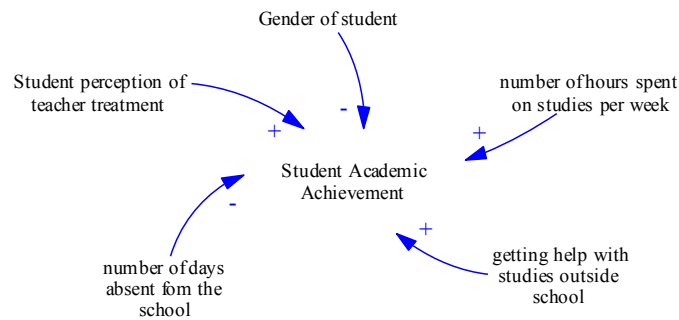 Gender of student
Student perception of
teacher treatment
number of hours spent
on studies per week
-
+
+
Student Academic
Achievement
-
+
number of days
absent fom the
school
getting help with
studies outside
school